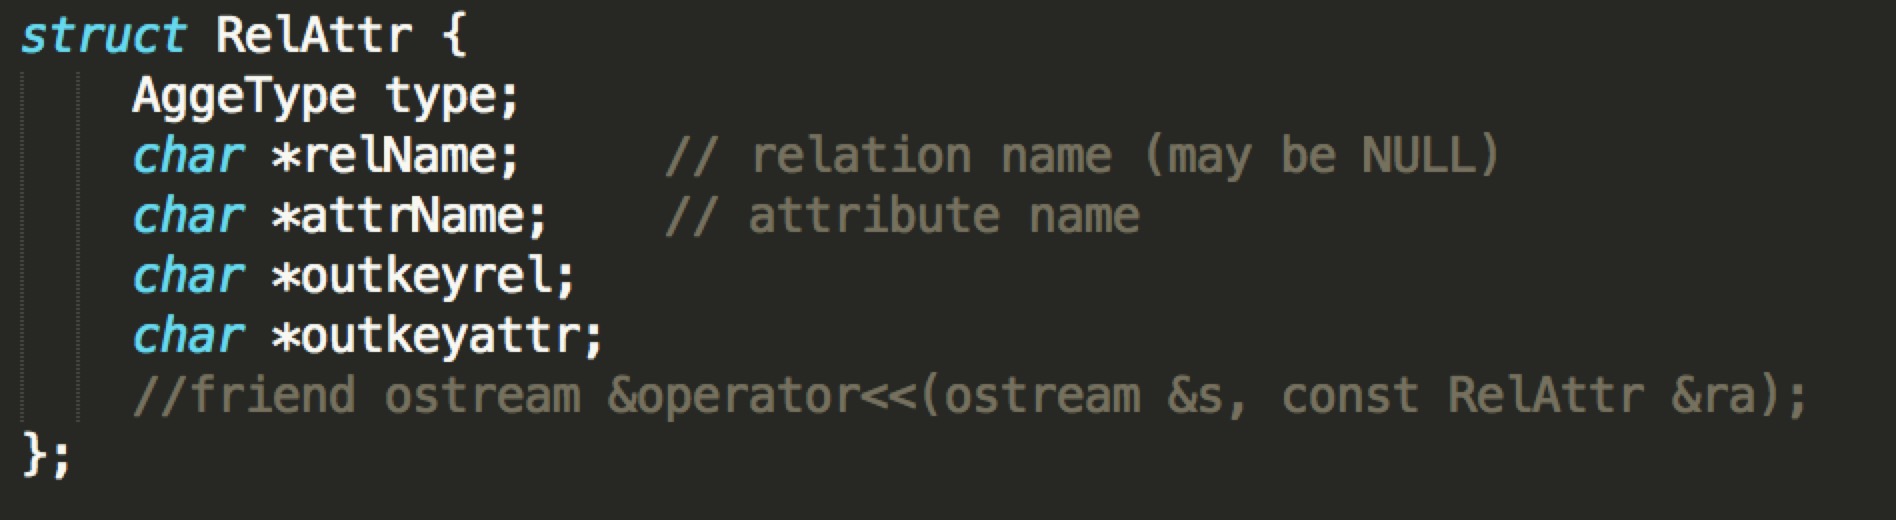 struct RelAttr {
    AggeType type;
    char *relName;     // relation name (may be NULL)
    char *attrName;    // attribute name
    char *outkeyrel;
    char *outkeyattr;
    //friend ostream &operator<<(ostream &s, const RelAttr &ra);
};